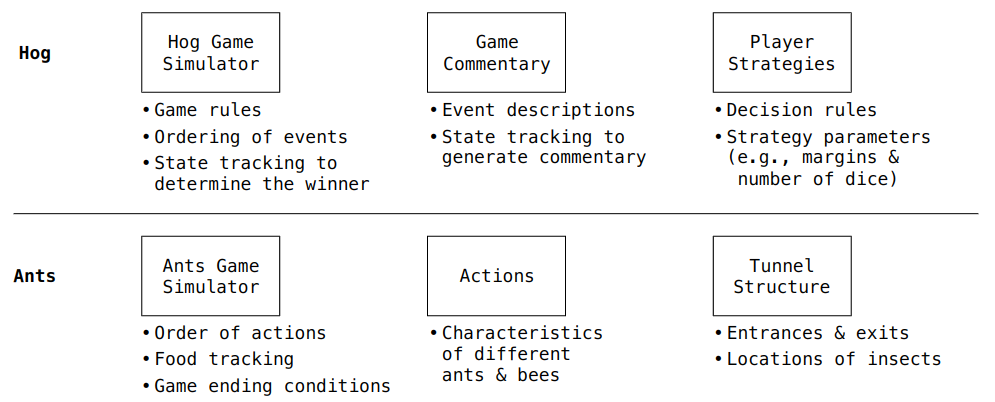 Hog
Hog Game
Simulator
• Game rules
• Ordering of events
• State tracking to
determine the winner
Game
Commentary
• Event descriptions
• State tracking to
generate commentary
Player
Strategies
• Decision rules
• Strategy parameters
(e.g., margins &
number of dice)
Ants
Ants Game
Simulator
• Order of actions
• Food tracking
• Game ending conditions
Actions
• Characteristics
of different
ants & bees
Tunnel
Structure
• Entrances & exits
• Locations of insects